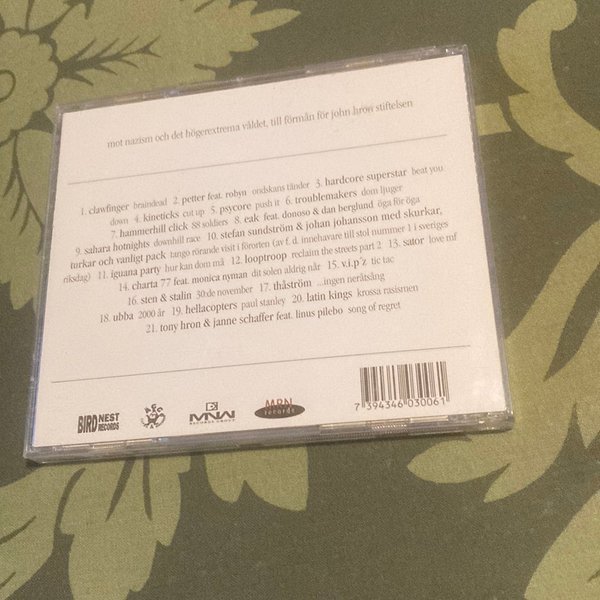 mot nazism och det högerextrema våldet, till förmån för john hron stiftelsen
1. clawfinger braindead 2. petter feat. robyn ondskans tänder 3. hardcore superstar beat you
down 4. kineticks cut up 5. psycore push it 6. troublemakers dom ljuger
7. hammerhill click 88 soldiers 8. eak feat. donoso & dan berglund öga för öga
9. sahara hotnights downhill race 10. stefan sundström & johan johansson med skurkar,
turkar och vanligt pack tango rörande visit i förorten (av f. d. innehavare till stol nummer 1 i sveriges
riksdag) 11. iguana party hur kan dom må 12. looptroop reclaim the streets part 2 13. sator love mf
14. charta 77 feat. monica nyman dit solen aldrig når 15. v.i.p'z tic tac
16. sten & stalin 30:de november 17. thåström ...ingen neråtsång
18. ubba 2000 år 19. hellacopters paul stanley 20. latin kings krossa rasismen
21. tony hron & janne schaffer feat. linus pilebo song of regret
BIRD NEST RECORDS
MNW RECORDS GROUP
MBN records
7 394346 030061